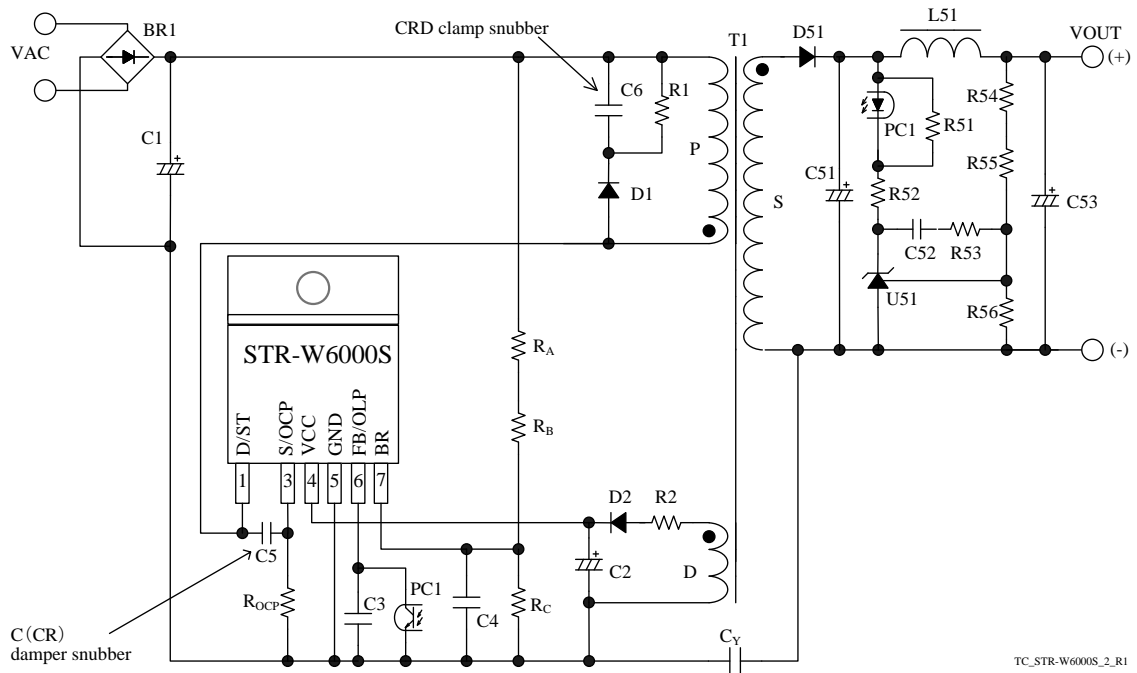 CRD clamp snubber
L51
BR1
T1
D51
VOUT
VAC
(+)
C6
R1
R54
PC1
R51
C1
P
R55
C51
D1
S
R52
C53
C52
R53
U51
R56
STR-W6000S
RA
(-)
D/ST
S/OCP
VCC
GND
FB/OLP
BR
RB
1
3
4
5
6
7
D2
R2
C5
C2
D
ROCP
C3
PC1
C4
RC
C(CR)
damper snubber
CY
TC_STR-W6000S_2_R1